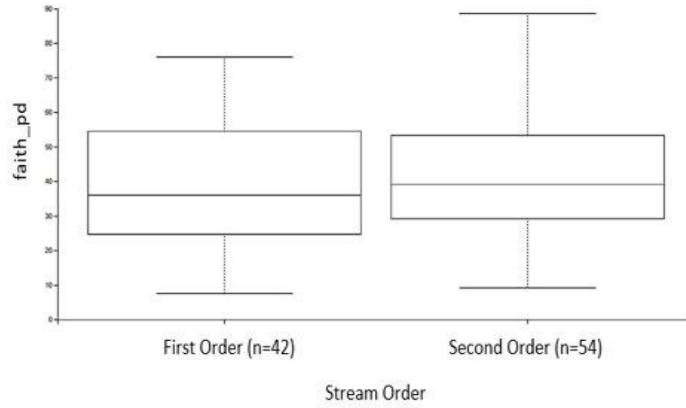 90
80
70
60
50
40
30
20
10
0
faith_pd
First Order (n=42)
Second Order (n=54)
Stream Order